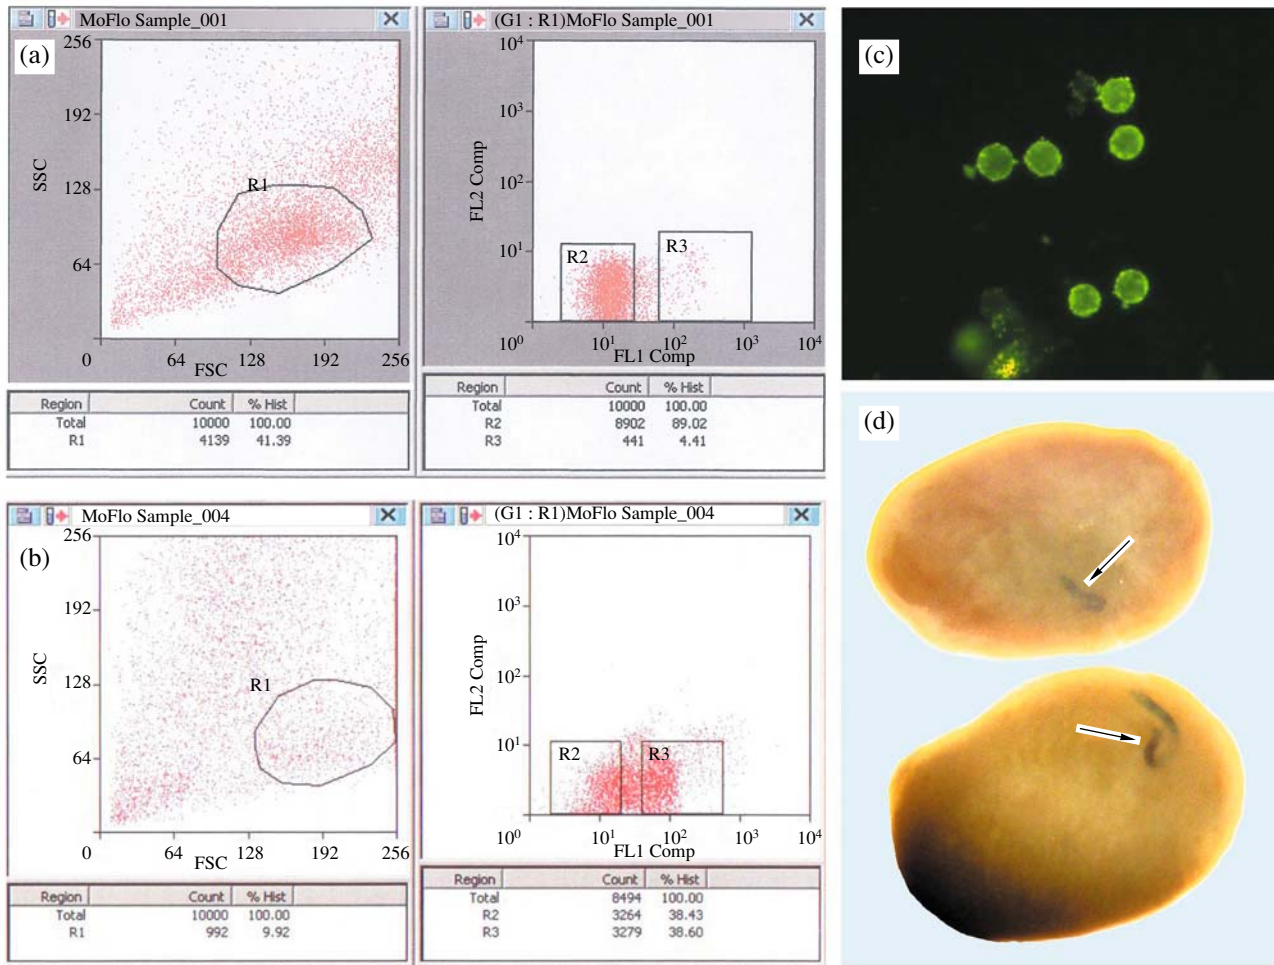 (a)
MoFlo Sample_001
256
192
128
64
0
64
128
192
256
SSC
FSC
R1
Region Count % Hist
Total 10000 100.00
R1 4139 41.39
(G1 : R1)MoFlo Sample_001
10^4
10^3
10^2
10^1
10^0
10^1
10^2
10^3
10^4
FL2 Comp
FL1 Comp
R2
R3
Region Count % Hist
Total 10000 100.00
R2 8902 89.02
R3 441 4.41
(b)
MoFlo Sample_004
256
192
128
64
0
64
128
192
256
SSC
FSC
R1
Region Count % Hist
Total 10000 100.00
R1 992 9.92
(G1 : R1)MoFlo Sample_004
10^4
10^3
10^2
10^1
10^0
10^1
10^2
10^3
10^4
FL2 Comp
FL1 Comp
R2
R3
Region Count % Hist
Total 8494 100.00
R2 3264 38.43
R3 3279 38.60
(c)
(d)